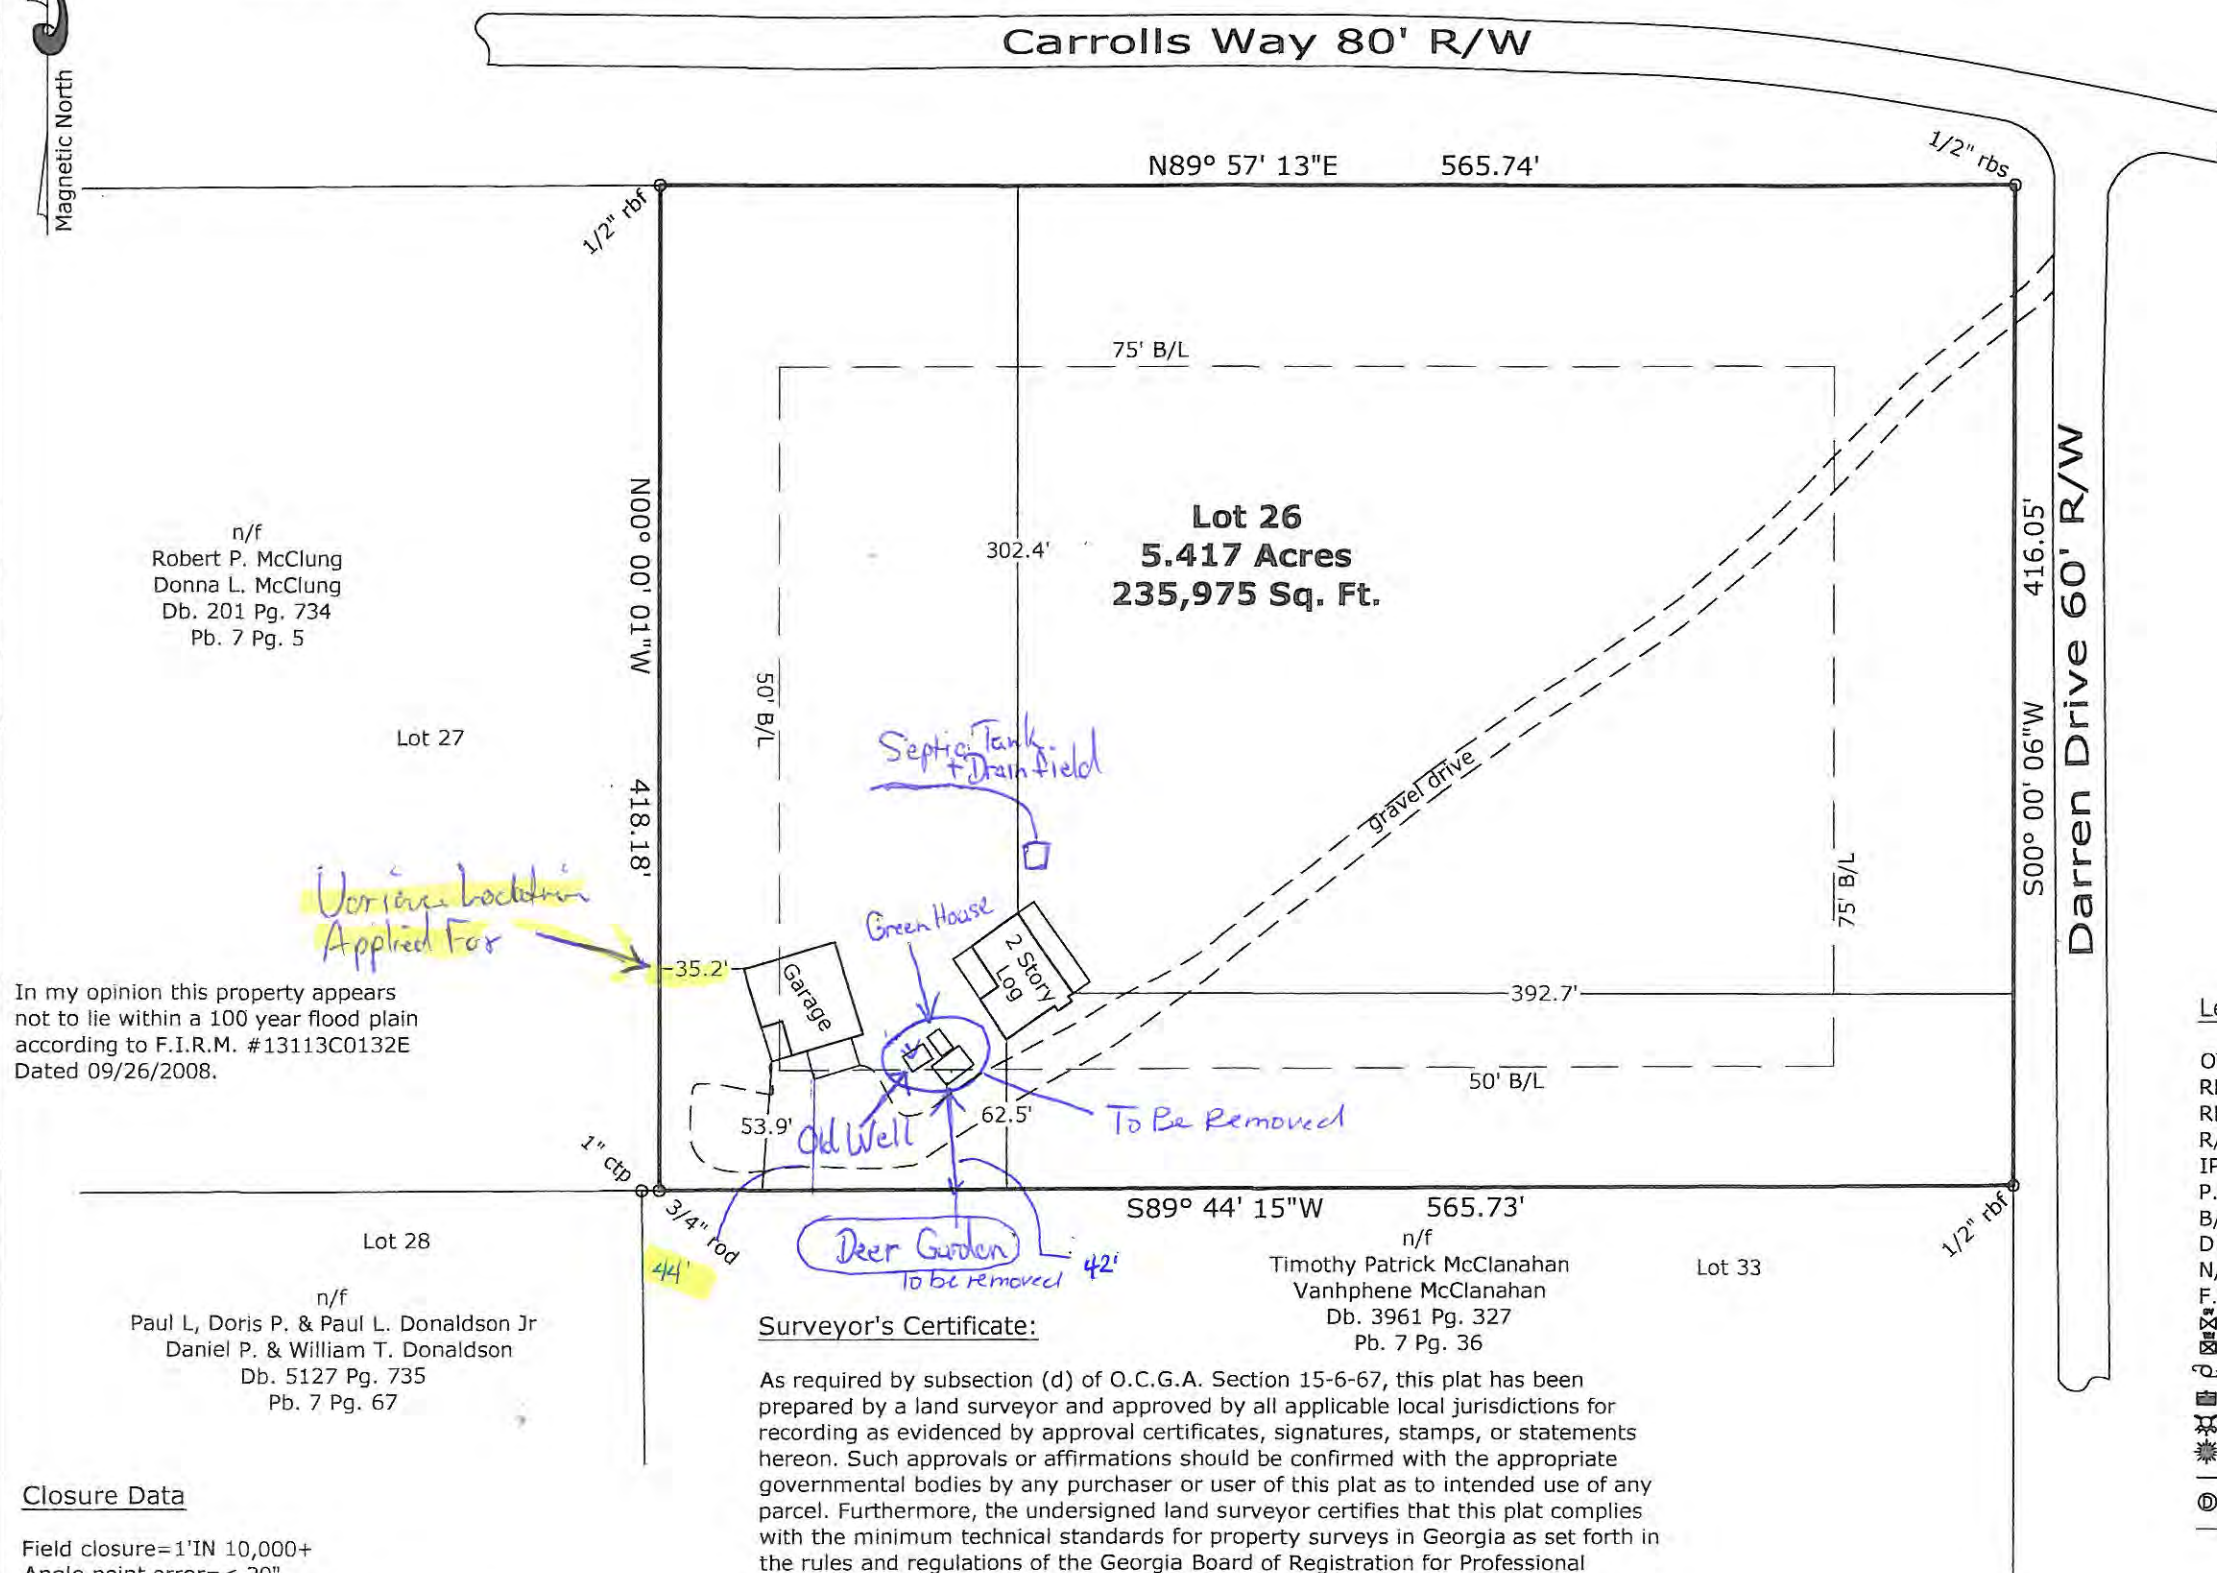 Magnetic North
Carrolls Way 80' R/W
N89° 57' 13"E 565.74'
1/2" rbf
1/2" rbs
75' B/L
n/f
Robert P. McClung
Donna L. McClung
Db. 201 Pg. 734
Pb. 7 Pg. 5
Lot 27
N00° 00' 01"W 418.18'
50' B/L
302.4'
Lot 26
5.417 Acres
235,975 Sq. Ft.
Septic Tank
+ Drain field
gravel drive
75' B/L
S00° 00' 06"W 416.05'
Darren Drive 60' R/W
Variance Location
Applied For
35.2'
Garage
Green House
2 Story
Log
392.7'
In my opinion this property appears
not to lie within a 100 year flood plain
according to F.I.R.M. #13113C0132E
Dated 09/26/2008.
50' B/L
53.9'
Old Well
62.5'
To Be Removed
1" ctp
3/4" rod
44'
Deer Garden
To be removed
42'
S89° 44' 15"W 565.73'
1/2" rbf
n/f
Timothy Patrick McClanahan
Vanhphene McClanahan
Db. 3961 Pg. 327
Pb. 7 Pg. 36
Lot 33
Lot 28
n/f
Paul L, Doris P. & Paul L. Donaldson Jr
Daniel P. & William T. Donaldson
Db. 5127 Pg. 735
Pb. 7 Pg. 67
Surveyor's Certificate:
As required by subsection (d) of O.C.G.A. Section 15-6-67, this plat has been
prepared by a land surveyor and approved by all applicable local jurisdictions for
recording as evidenced by approval certificates, signatures, stamps, or statements
hereon. Such approvals or affirmations should be confirmed with the appropriate
governmental bodies by any purchaser or user of this plat as to intended use of any
parcel. Furthermore, the undersigned land surveyor certifies that this plat complies
with the minimum technical standards for property surveys in Georgia as set forth in
the rules and regulations of the Georgia Board of Registration for Professional
Closure Data
Field closure=1'IN 10,000+
Angle point error= < 20"